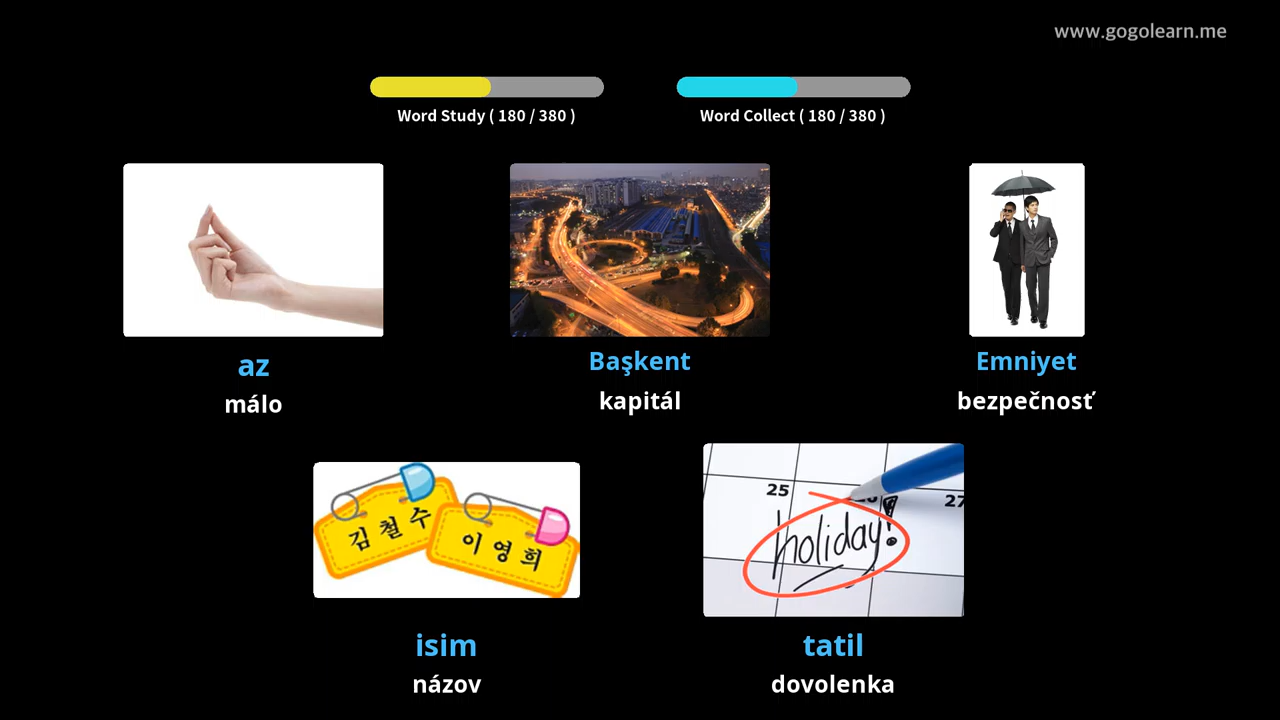 www.gogolearn.me
Word Study ( 180 / 380 )
Word Collect ( 180 / 380 )
az
málo
Başkent
kapitál
Emniyet
bezpečnosť
김철수
이영희
isim
názov
25
27
holiday!
tatil
dovolenka